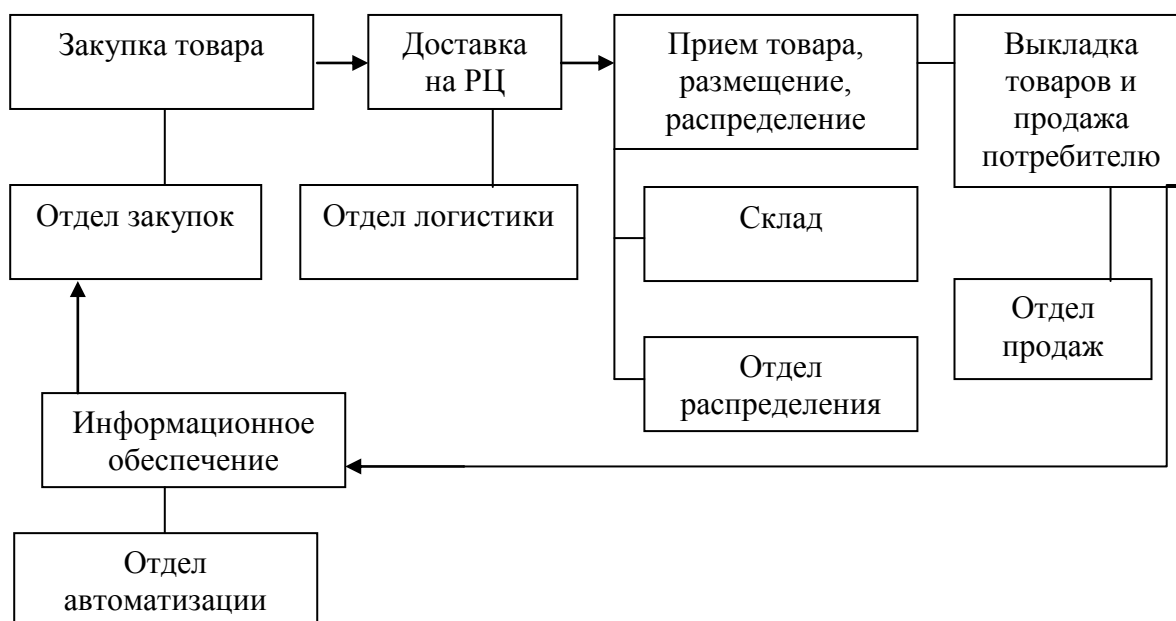 Закупка товара
Доставка
на РЦ
Прием товара,
размещение,
распределение
Выкладка
товаров и
продажа
потребителю
Отдел закупок
Отдел логистики
Склад
Отдел
продаж
Отдел
распределения
Информационное
обеспечение
Отдел
автоматизации